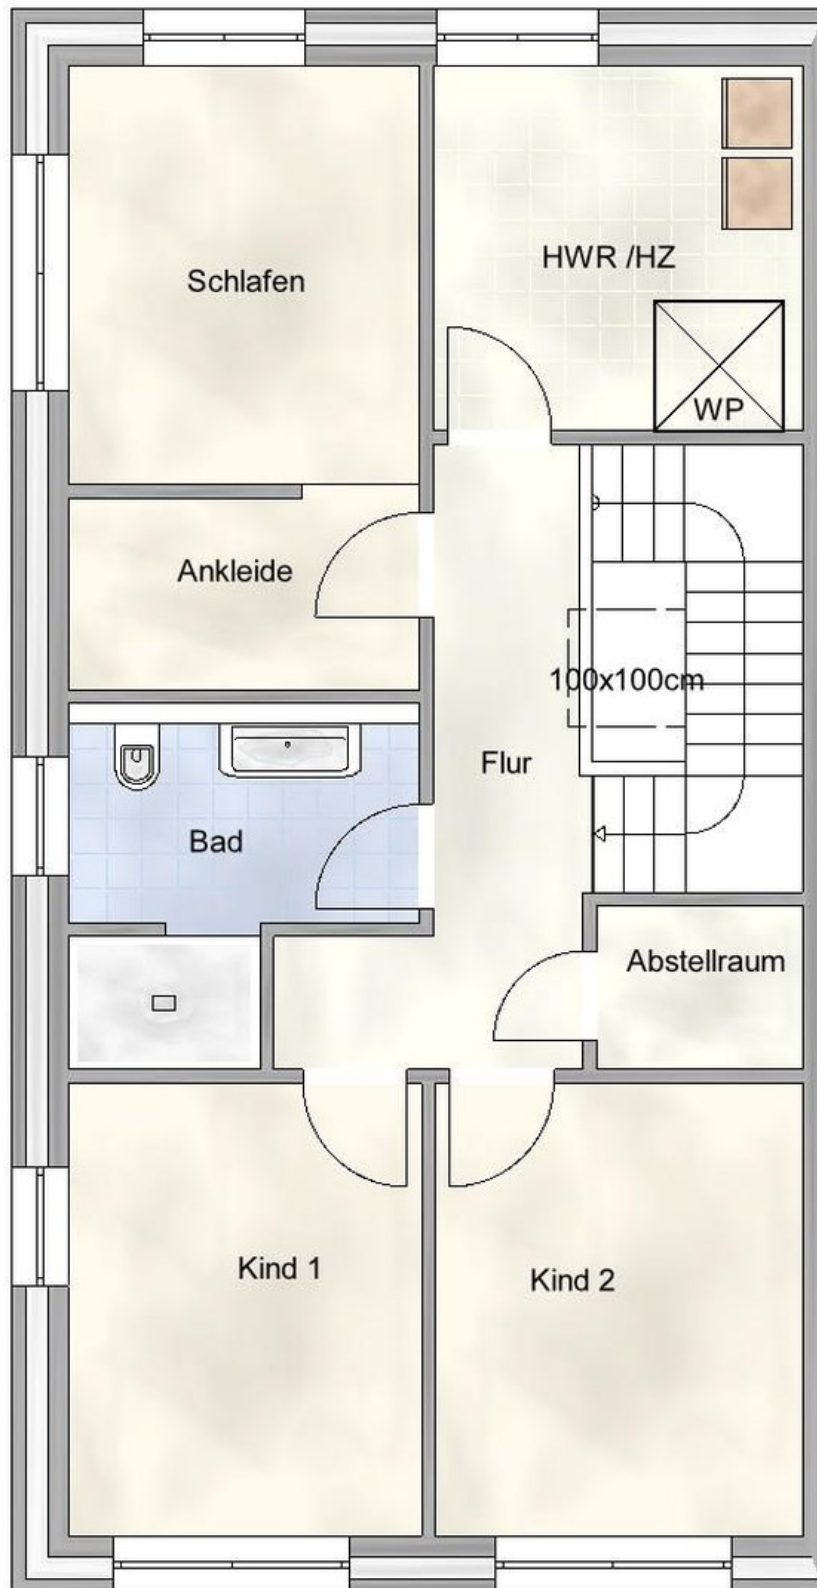 HWR /HZ
Schlafen
WP
Ankleide
100x100cm
Flur
Bad
Abstellraum
Kind 1
Kind 2